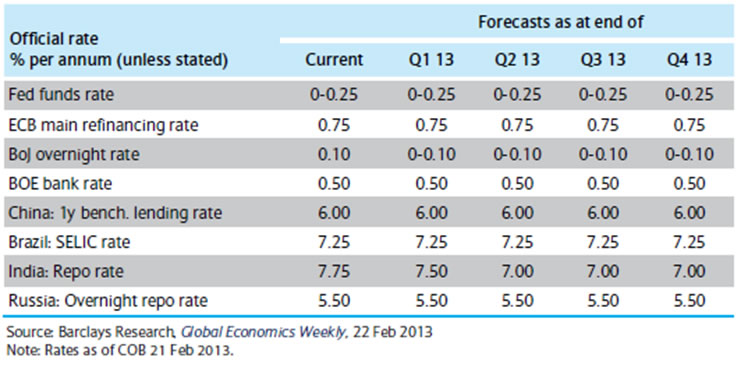 Forecasts as at end of
Official rate
% per annum (unless stated) Current Q1 13 Q2 13 Q3 13 Q4 13
Fed funds rate 0-0.25 0-0.25 0-0.25 0-0.25 0-0.25
ECB main refinancing rate 0.75 0.75 0.75 0.75 0.75
BoJ overnight rate 0.10 0-0.10 0-0.10 0-0.10 0-0.10
BOE bank rate 0.50 0.50 0.50 0.50 0.50
China: 1y bench. lending rate 6.00 6.00 6.00 6.00 6.00
Brazil: SELIC rate 7.25 7.25 7.25 7.25 7.25
India: Repo rate 7.75 7.50 7.00 7.00 7.00
Russia: Overnight repo rate 5.50 5.50 5.50 5.50 5.50
Source: Barclays Research, Global Economics Weekly, 22 Feb 2013
Note: Rates as of COB 21 Feb 2013.